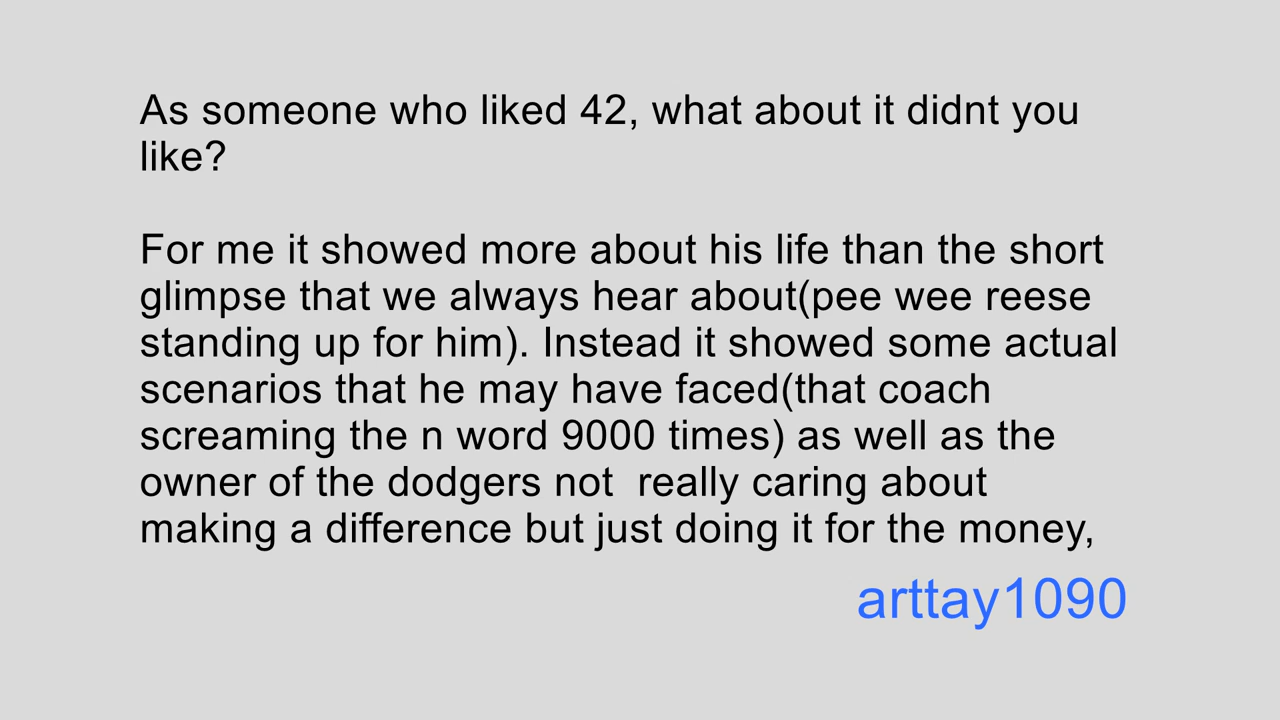 As someone who liked 42, what about it didnt you
like?
For me it showed more about his life than the short
glimpse that we always hear about(pee wee reese
standing up for him). Instead it showed some actual
scenarios that he may have faced(that coach
screaming the n word 9000 times) as well as the
owner of the dodgers not  really caring about
making a difference but just doing it for the money,
arttay1090